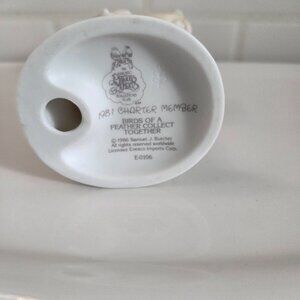 1981 CHARTER MEMBER
BIRDS OF A
FEATHER COLLECT
TOGETHER
©1986 Samuel J. Butcher
All rights reserved worldwide
Licensee Enesco Imports Corp.
E-0106